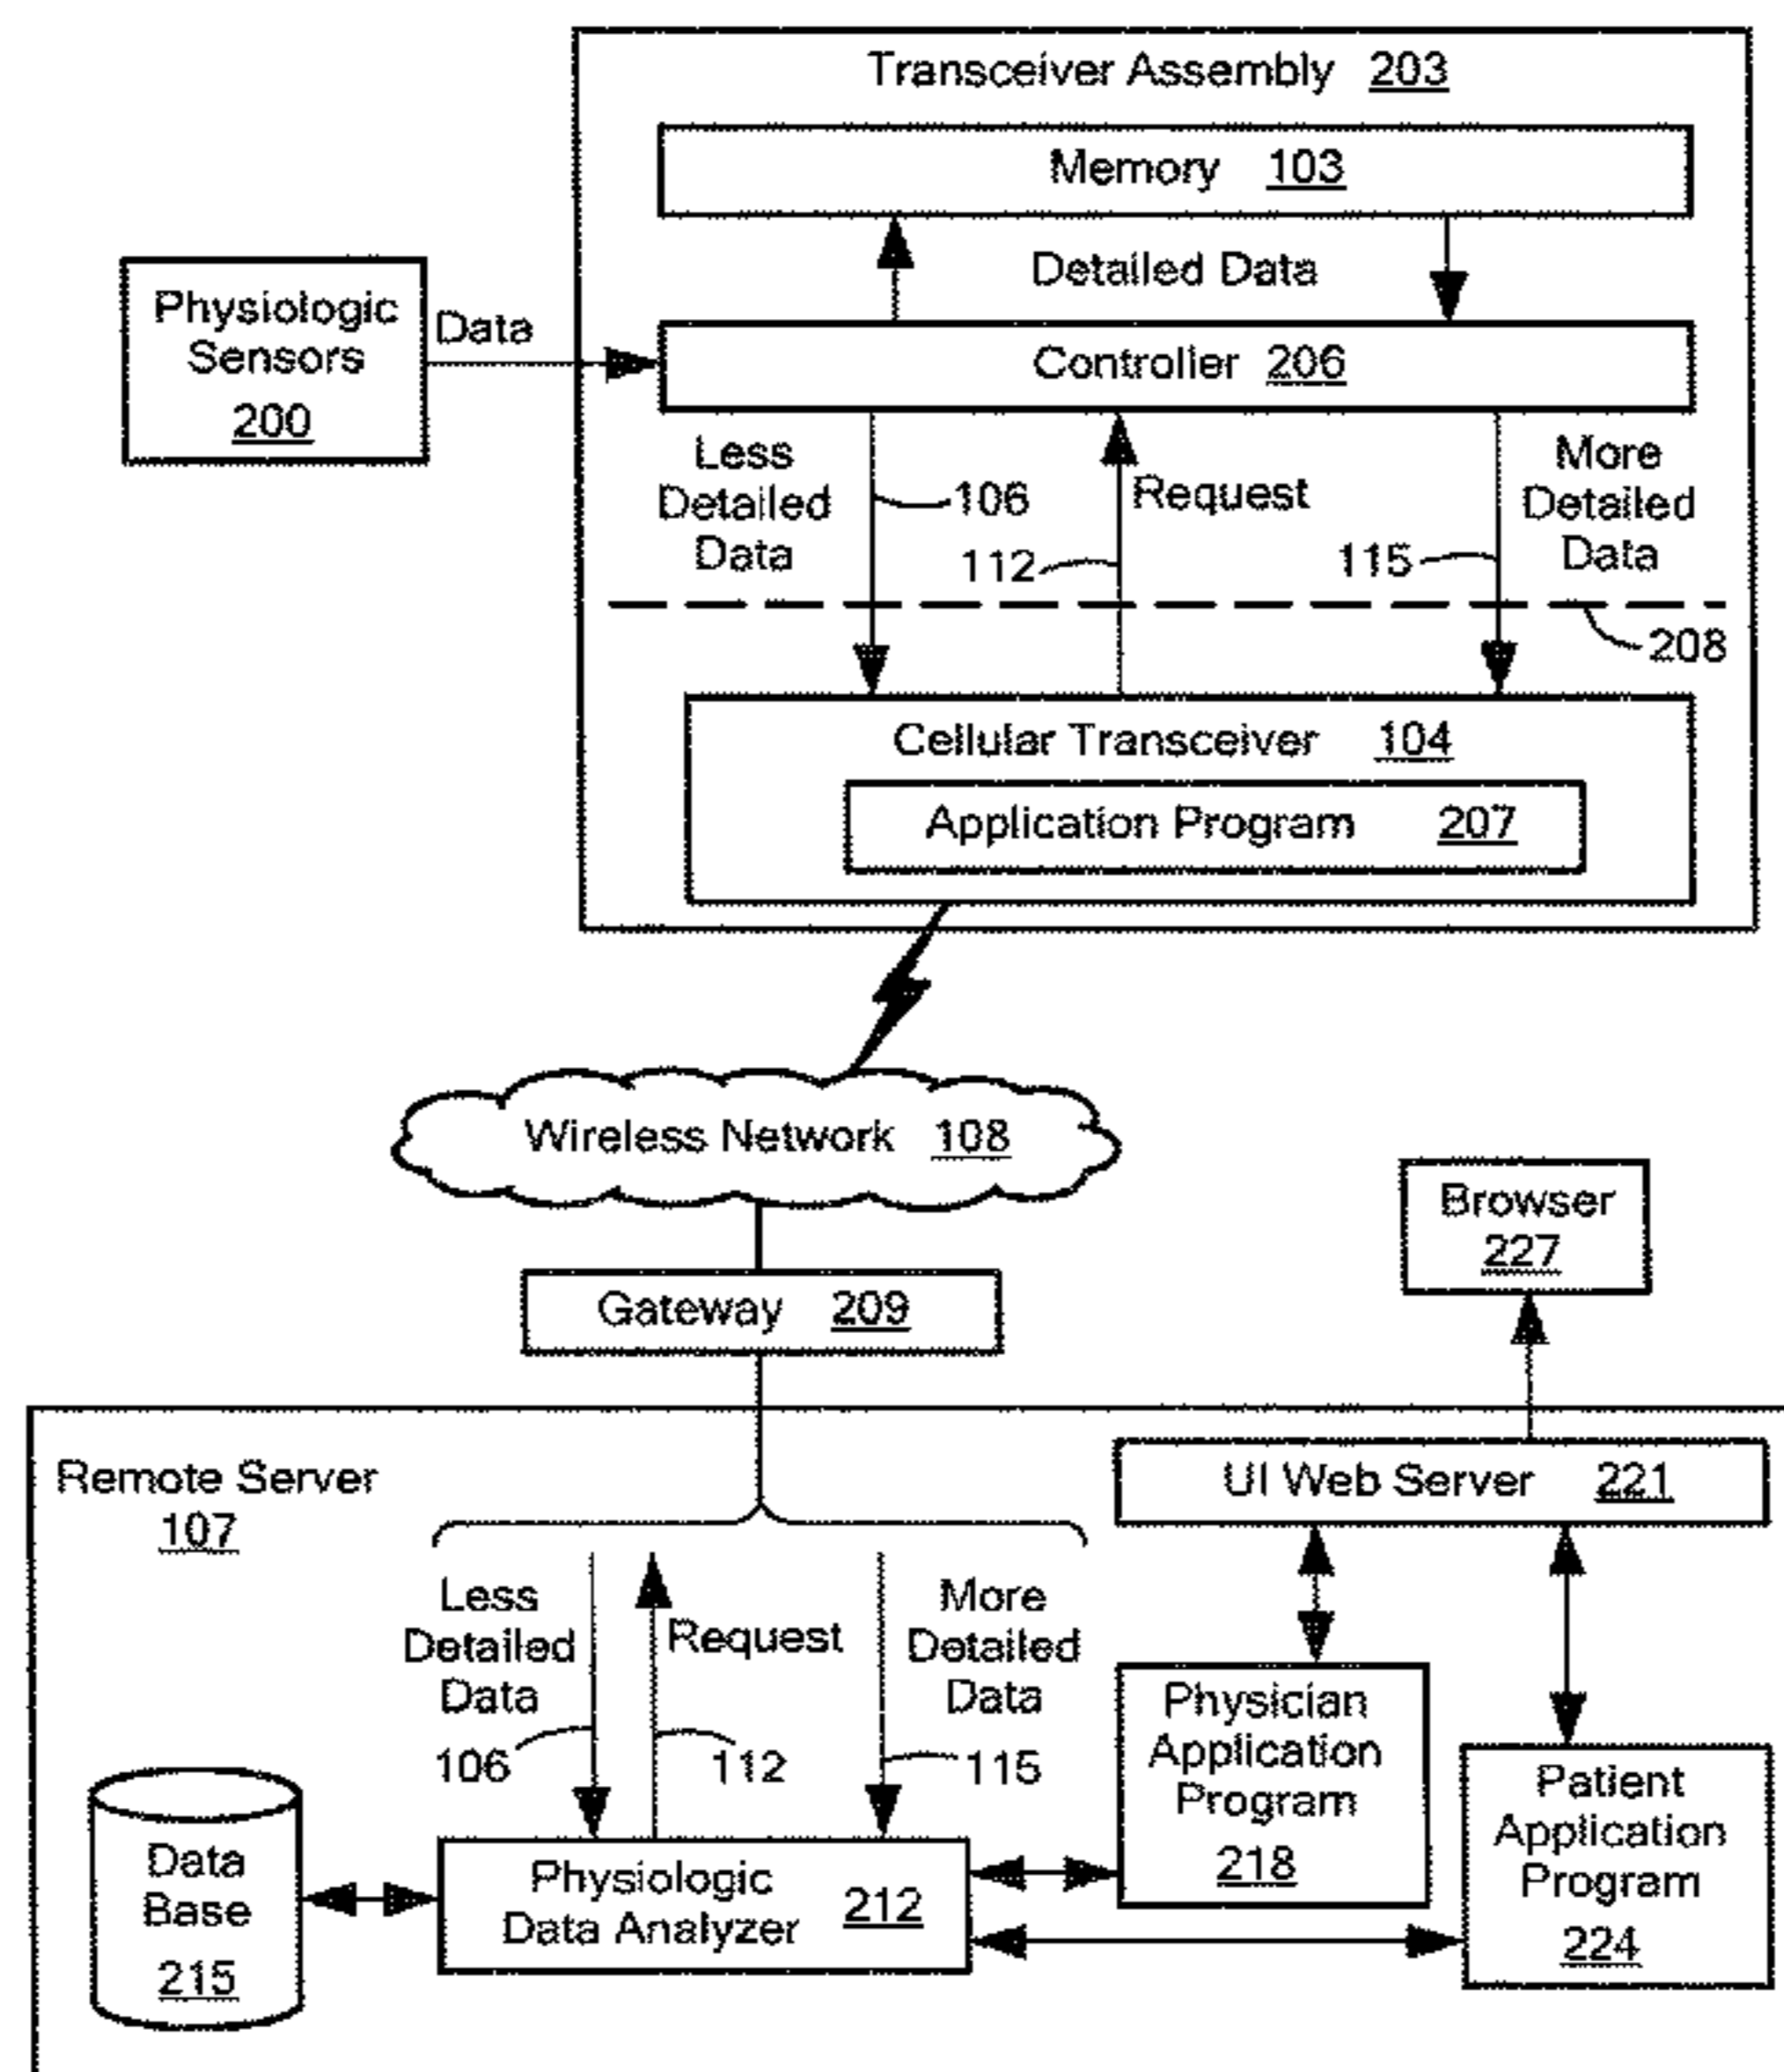 Transceiver Assembly 203
Memory 103
Detailed Data
Physiologic
Sensors
200
Data
Controller 206
Less
Detailed
Data
106
Request
112
More
Detailed
Data
115
208
Cellular Transceiver 104
Application Program 207
Wireless Network 108
Browser
227
Gateway 209
Remote Server
107
UI Web Server 221
Less
Detailed
Data
106
Request
112
More
Detailed
Data
115
Physician
Application
Program
218
Patient
Application
Program
224
Data
Base
215
Physiologic
Data Analyzer 212